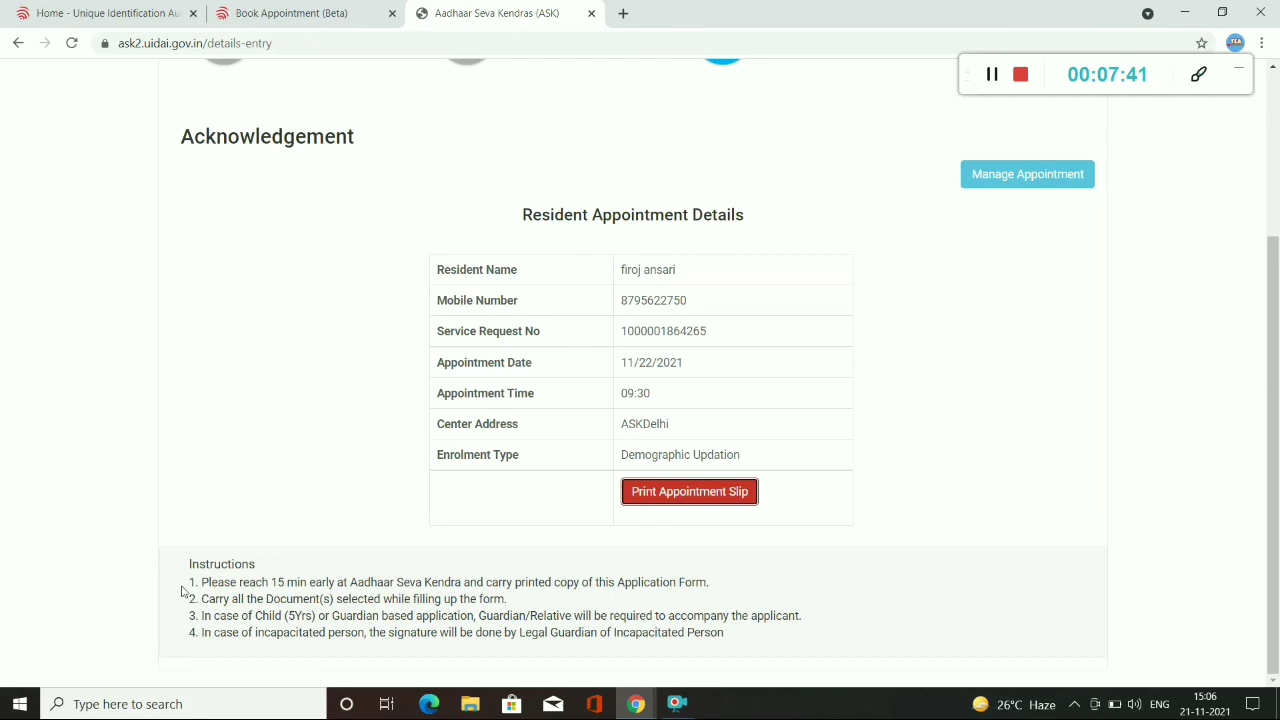 Home - Unique Identification Au
Book Appointment (Beta)
Aadhaar Seva Kendras (ASK)
ask2.uidai.gov.in/details-entry
00:07:41
Acknowledgement
Manage Appointment
Resident Appointment Details
Resident Name firoj ansari
Mobile Number 8795622750
Service Request No 1000001864265
Appointment Date 11/22/2021
Appointment Time 09:30
Center Address ASKDelhi
Enrolment Type Demographic Updation
Print Appointment Slip
Instructions
1. Please reach 15 min early at Aadhaar Seva Kendra and carry printed copy of this Application Form.
2. Carry all the Document(s) selected while filling up the form.
3. In case of Child (5Yrs) or Guardian based application, Guardian/Relative will be required to accompany the applicant.
4. In case of incapacitated person, the signature will be done by Legal Guardian of Incapacitated Person
Type here to search
26°C Haze
ENG
15:06
21-11-2021